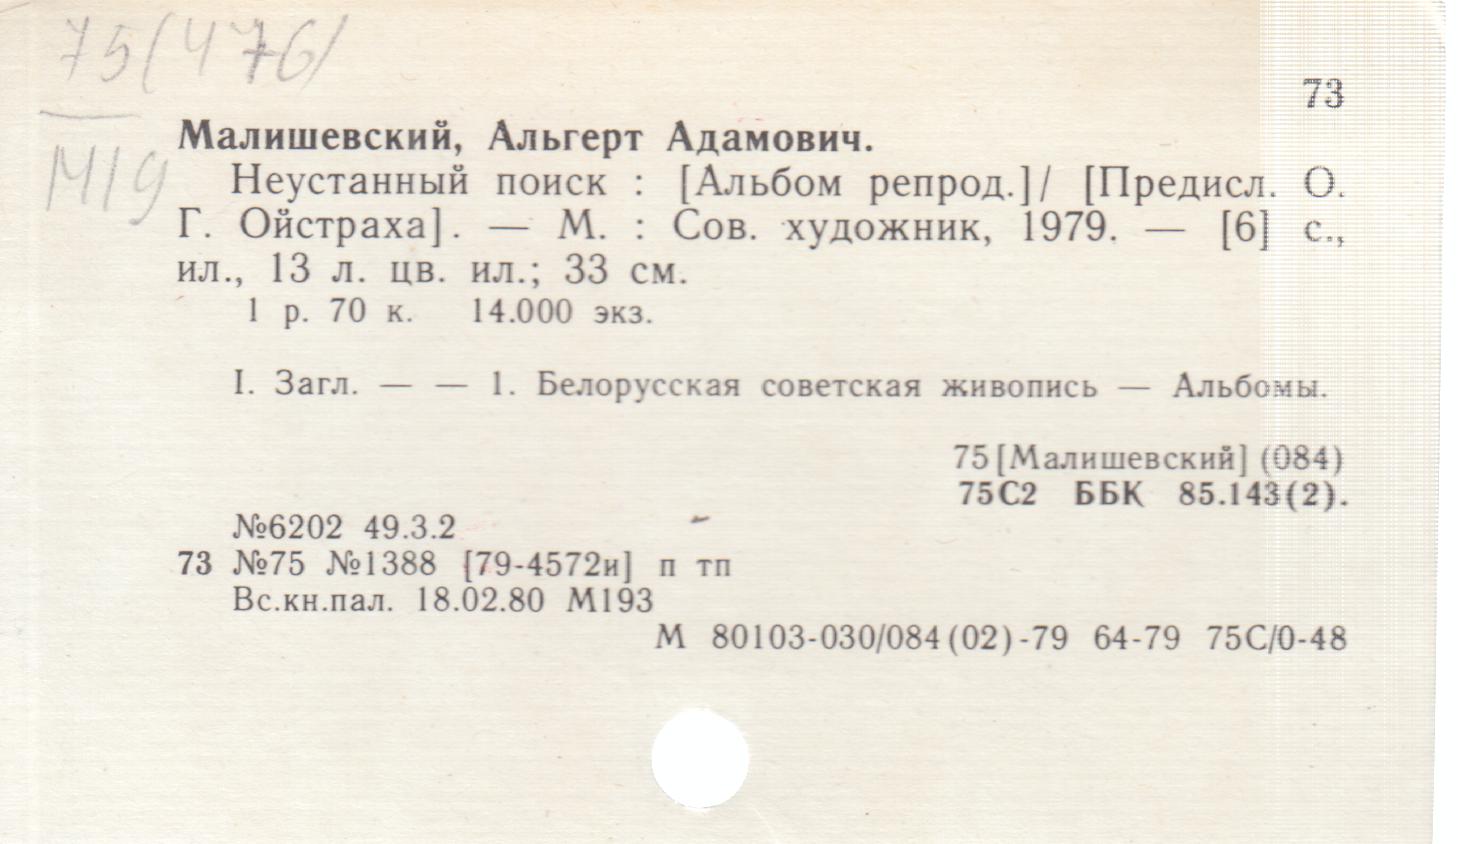 75(476)
73
М19
Малишевский, Альгерт Адамович.
Неустанный поиск : [Альбом репрод.]/ [Предисл. О.
Г. Ойстраха]. — М. : Сов. художник, 1979. — [6] с.,
ил., 13 л. цв. ил.; 33 см.
1 р. 70 к. 14.000 экз.
I. Загл. — — 1. Белорусская советская живопись — Альбомы.
75[Малишевский] (084)
75С2 ББК 85.143(2).
№6202 49.3.2
73 №75 №1388 [79-4572и] п тп
Вс.кн.пал. 18.02.80 М193
М 80103-030/084(02)-79 64-79 75С/0-48